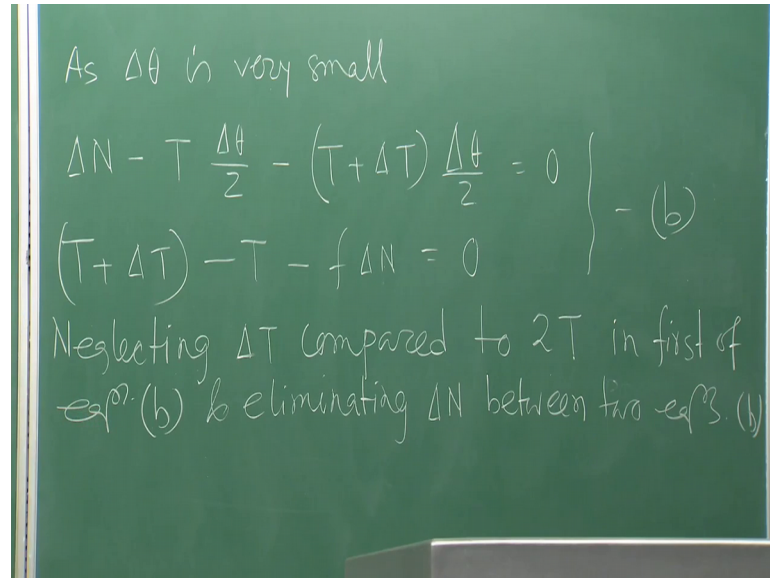 As Δθ is very small
ΔN - T Δθ/2 - (T + ΔT) Δθ/2 = 0
(T + ΔT) - T - f ΔN = 0 } - (b)
Neglecting ΔT compared to 2T in first of
eqn. (b) & eliminating ΔN between two eqns. (b)